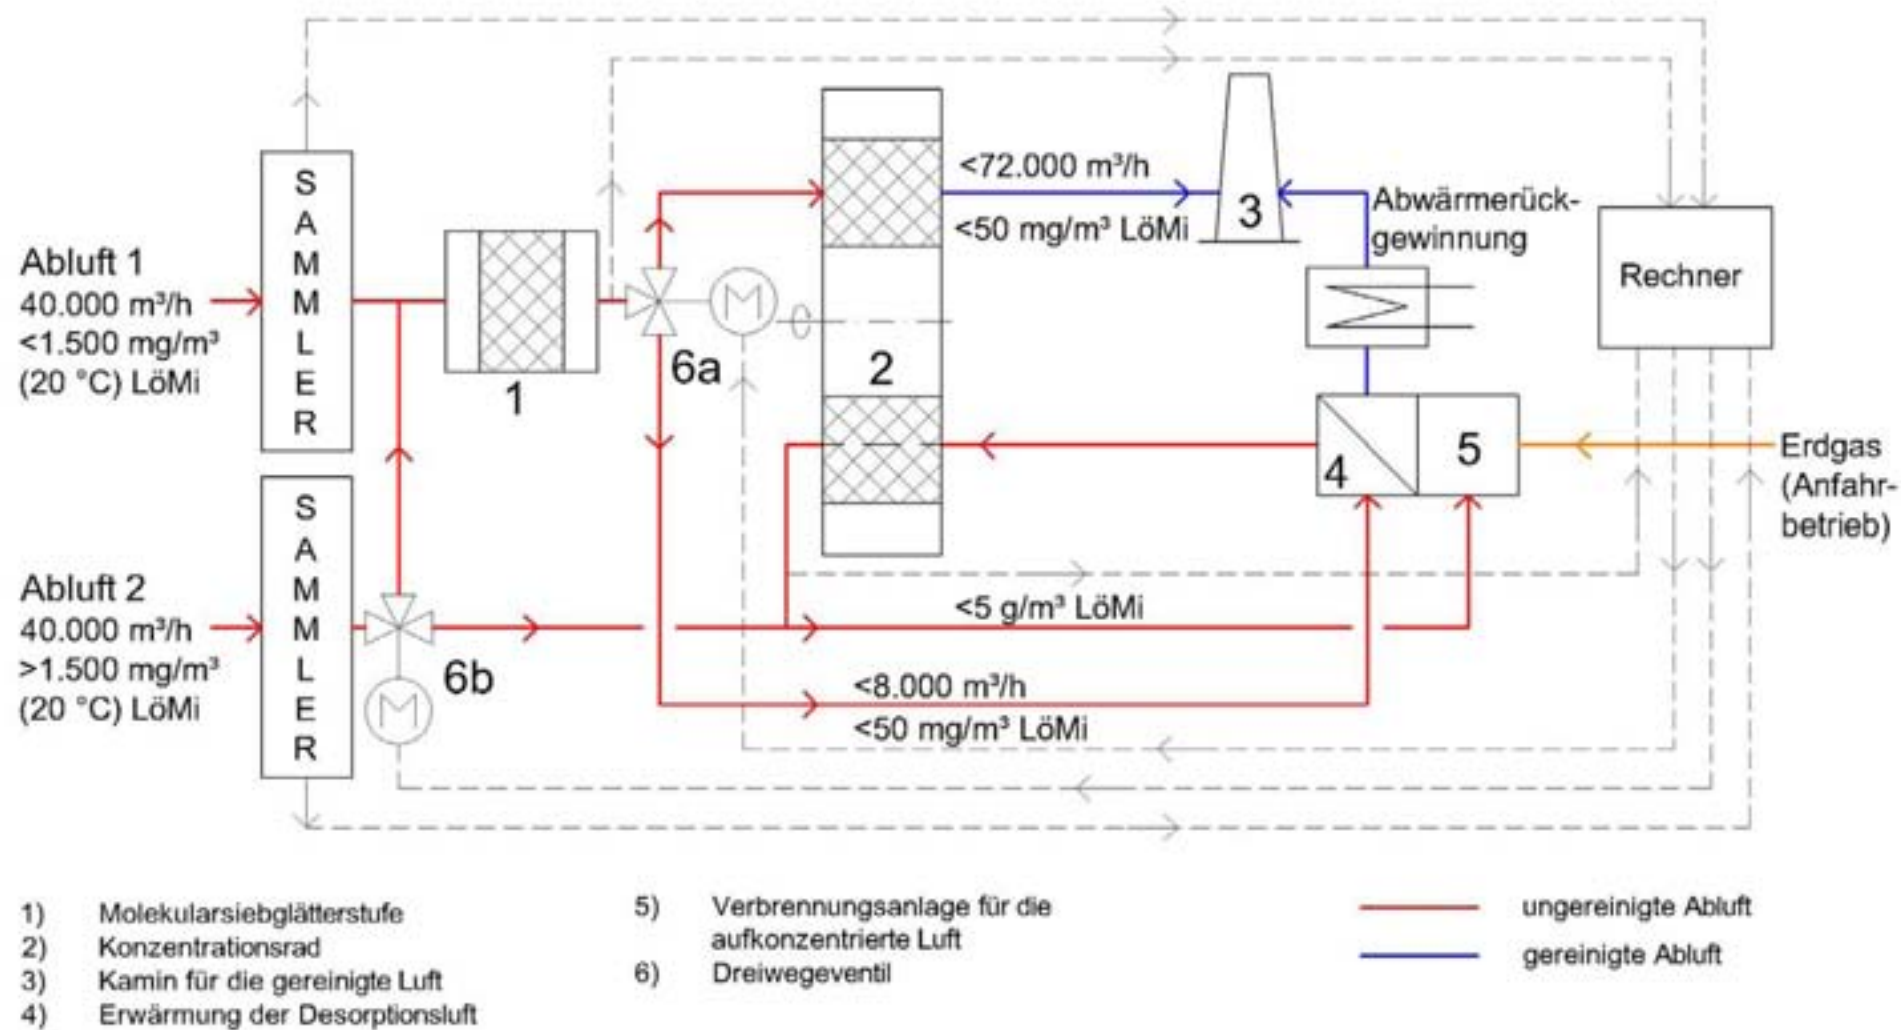 <72.000 m³/h
<50 mg/m³ LöMi
3
Abwärmerück-
gewinnung
SAMMLER
Abluft 1
40.000 m³/h
<1.500 mg/m³
(20 °C) LöMi
1
6a
M
2
Rechner
4
5
Erdgas
(Anfahr-
betrieb)
SAMMLER
Abluft 2
40.000 m³/h
>1.500 mg/m³
(20 °C) LöMi
6b
M
<5 g/m³ LöMi
<8.000 m³/h
<50 mg/m³ LöMi
1) Molekularsiebglätterstufe
2) Konzentrationsrad
3) Kamin für die gereinigte Luft
4) Erwärmung der Desorptionsluft
5) Verbrennungsanlage für die
aufkonzentrierte Luft
6) Dreiwegeventil
ungereinigte Abluft
gereinigte Abluft